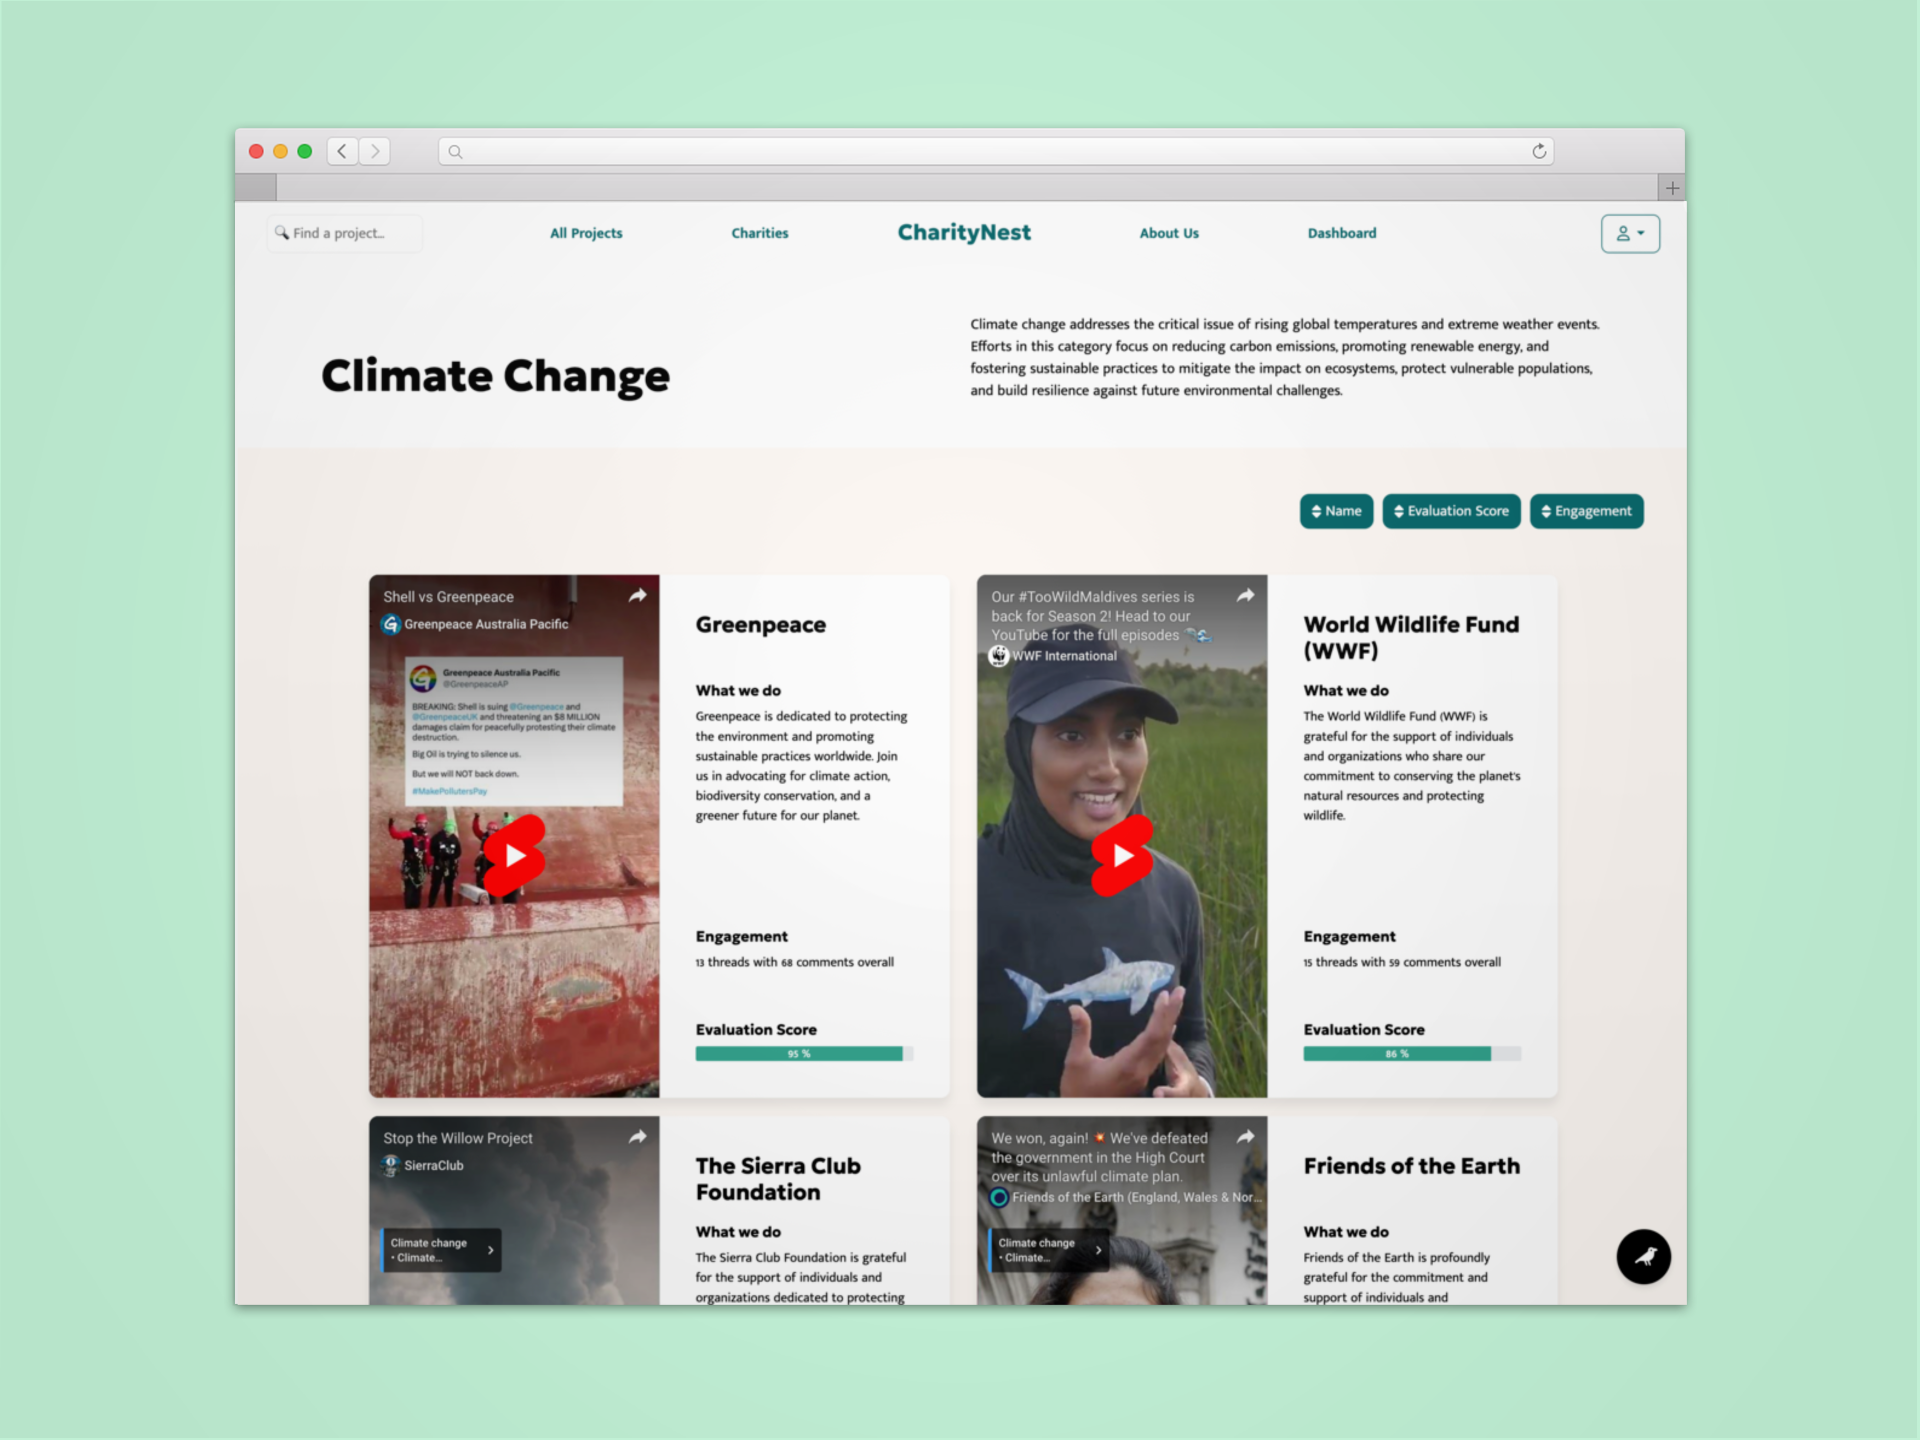 Find a project...
All Projects
Charities
CharityNest
About Us
Dashboard
Climate Change
Climate change addresses the critical issue of rising global temperatures and extreme weather events.
Efforts in this category focus on reducing carbon emissions, promoting renewable energy, and
fostering sustainable practices to mitigate the impact on ecosystems, protect vulnerable populations,
and build resilience against future environmental challenges.
Name
Evaluation Score
Engagement
Shell vs Greenpeace
Greenpeace Australia Pacific
Greenpeace Australia Pacific
@GreenpeaceAP
BREAKING: Shell is suing @Greenpeace and
@GreenpeaceUK and threatening an $8 MILLION
damages claim for peacefully protesting their climate
destruction.
Big Oil is trying to silence us.
But we will NOT back down.
#MakePollutersPay
Greenpeace
What we do
Greenpeace is dedicated to protecting
the environment and promoting
sustainable practices worldwide. Join
us in advocating for climate action,
biodiversity conservation, and a
greener future for our planet.
Engagement
13 threads with 68 comments overall
Evaluation Score
95 %
Our #TooWildMaldives series is
back for Season 2! Head to our
YouTube for the full episodes
WWF International
World Wildlife Fund
(WWF)
What we do
The World Wildlife Fund (WWF) is
grateful for the support of individuals
and organizations who share our
commitment to conserving the planet's
natural resources and protecting
wildlife.
Engagement
15 threads with 59 comments overall
Evaluation Score
86 %
Stop the Willow Project
SierraClub
Climate change
• Climate...
The Sierra Club
Foundation
What we do
The Sierra Club Foundation is grateful
for the support of individuals and
organizations dedicated to protecting
We won, again! 💥 We've defeated
the government in the High Court
over its unlawful climate plan.
Friends of the Earth (England, Wales & Nor...
Climate change
• Climate...
Friends of the Earth
What we do
Friends of the Earth is profoundly
grateful for the commitment and
support of individuals and